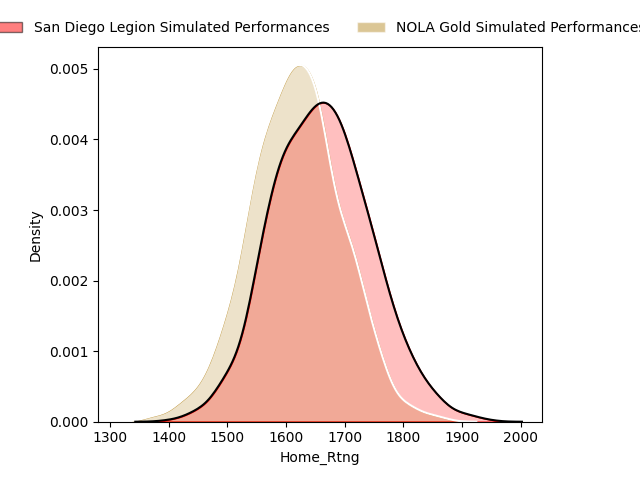 San Diego Legion Simulated Performances NOLA Gold Simulated Performances
0.005
0.004
0.003
0.002
0.001
0.000
Density
1300 1400 1500 1600 1700 1800 1900 2000
Home_Rtng